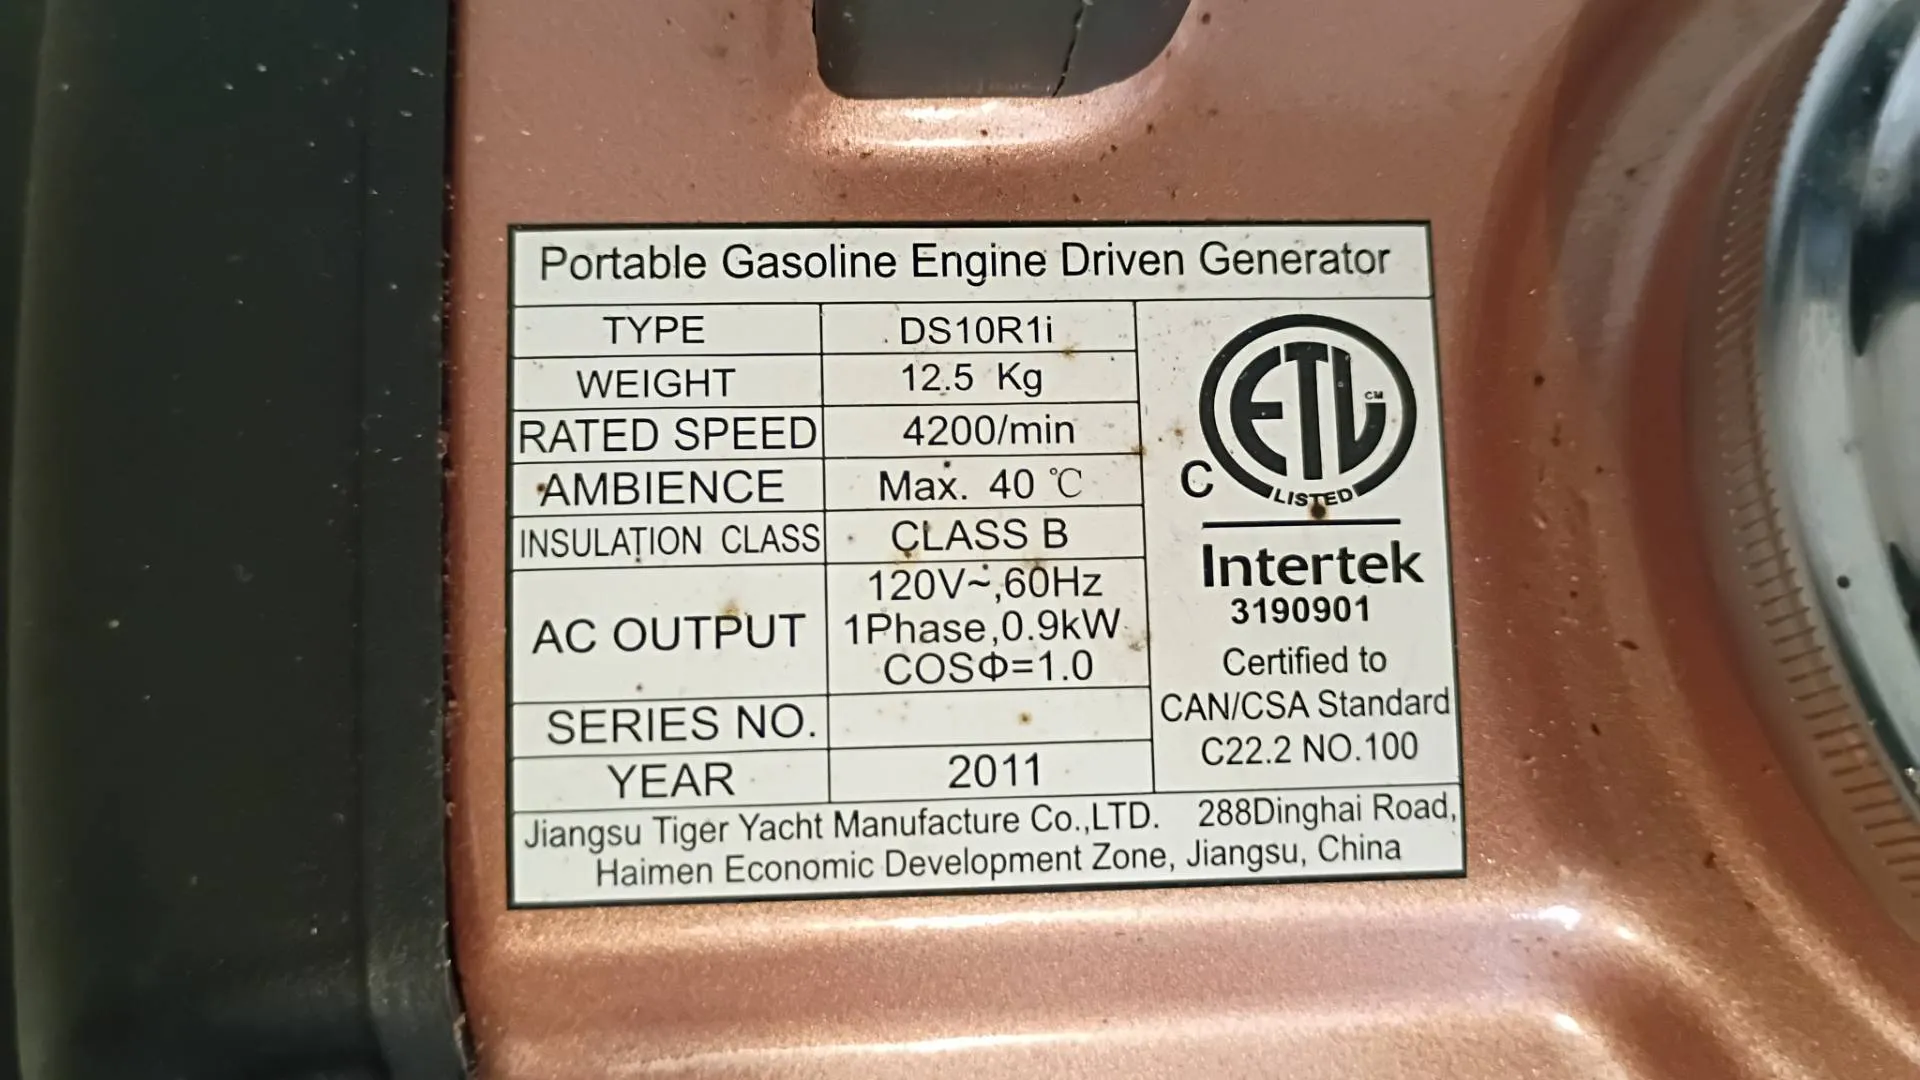 Portable Gasoline Engine Driven Generator
TYPE DS10R1i
WEIGHT 12.5 Kg
RATED SPEED 4200/min
AMBIENCE Max. 40 ℃
INSULATION CLASS CLASS B
AC OUTPUT
120V~,60Hz
1Phase,0.9kW
COSΦ=1.0
SERIES NO.
YEAR 2011
ETL CM
C LISTED
Intertek
3190901
Certified to
CAN/CSA Standard
C22.2 NO.100
Jiangsu Tiger Yacht Manufacture Co.,LTD. 288Dinghai Road,
Haimen Economic Development Zone, Jiangsu, China